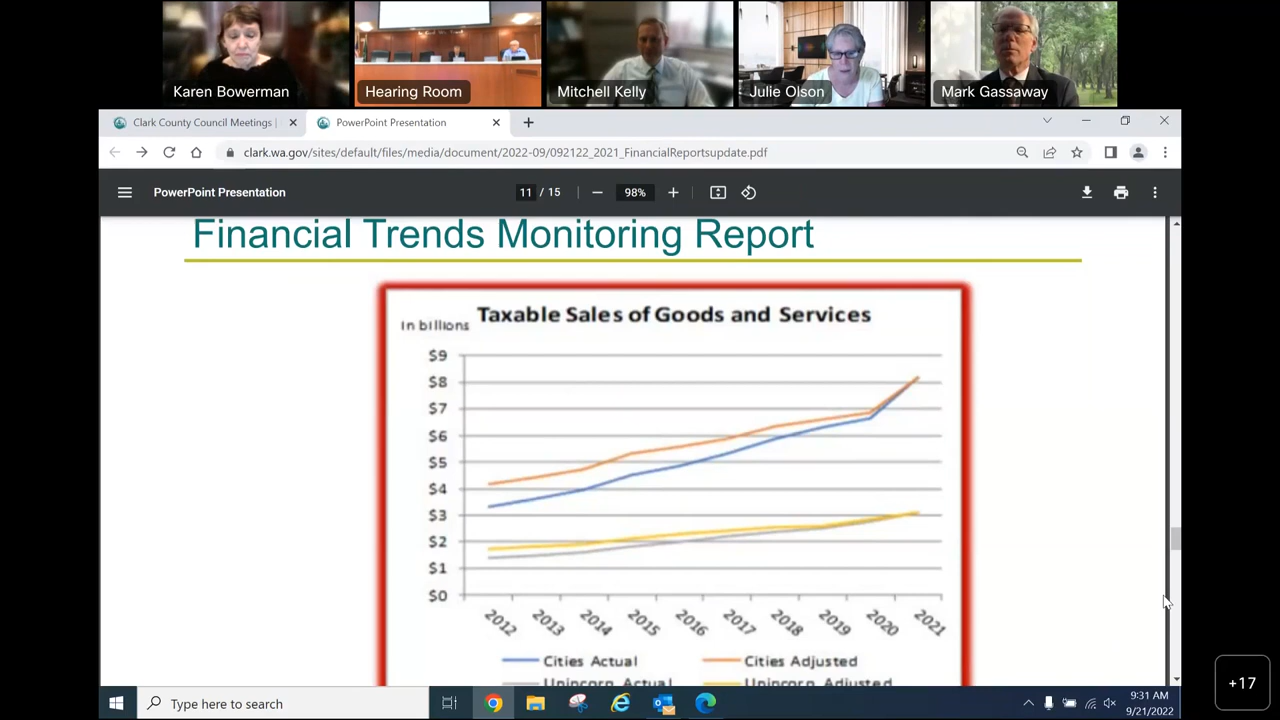 Karen Bowerman
Hearing Room
Mitchell Kelly
Julie Olson
Mark Gassaway
Clark County Council Meetings |
PowerPoint Presentation
clark.wa.gov/sites/default/files/media/document/2022-09/092122_2021_FinancialReportsupdate.pdf
PowerPoint Presentation
11 / 15
98%
Financial Trends Monitoring Report
Taxable Sales of Goods and Services
In billions
$9
$8
$7
$6
$5
$4
$3
$2
$1
$0
2012
2013
2014
2015
2016
2017
2018
2019
2020
2021
Cities Actual
Cities Adjusted
Unincorp Actual
Unincorp Adjusted
Type here to search
9:31 AM
9/21/2022
+17